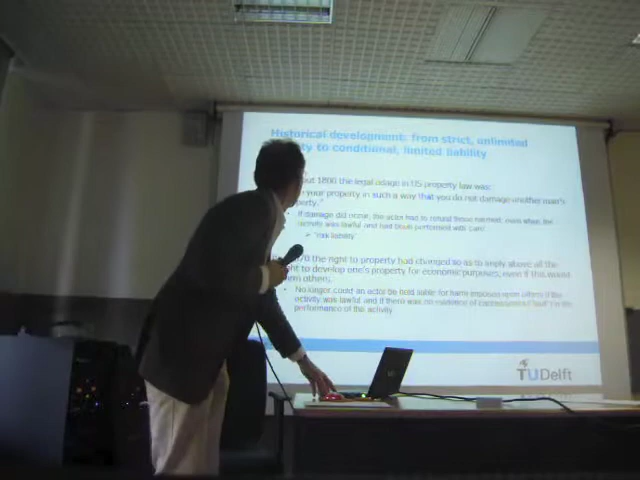 Historical development: from strict, unlimited
to conditional, limited liability
1800 the legal adage in US property law was:
your property in such a way that you do not damage another man's
If damage did occur, the actor had to refund those harmed, even when the
activity was lawful and had been performed with care!
"risk liability"
the right to property had changed so as to imply above all the
right to develop one's property for economic purposes, even if this would
others.
No longer could an actor be held liable for harm imposed upon others if the
activity was lawful and if there was no evidence of carelessness ("fault") in the
performance of the activity
TU Delft